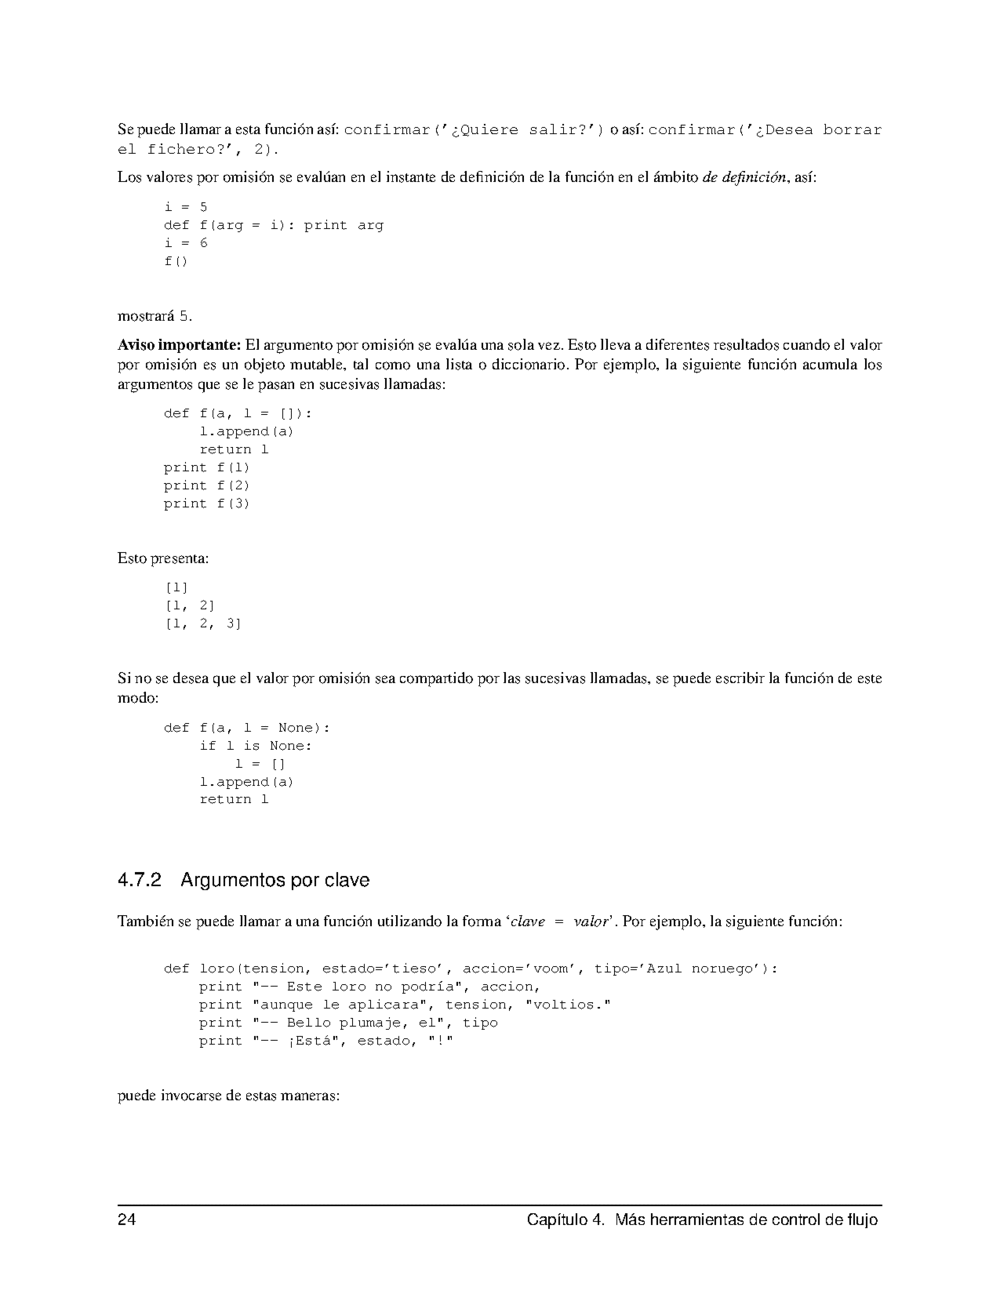 Se puede llamar a esta función así: confirmar('¿Quiere salir?') o así: confirmar('¿Desea borrar
el fichero?', 2).
Los valores por omisión se evalúan en el instante de definición de la función en el ámbito de definición, así:
i = 5
def f(arg = i): print arg
i = 6
f()
mostrará 5.
Aviso importante: El argumento por omisión se evalúa una sola vez. Esto lleva a diferentes resultados cuando el valor
por omisión es un objeto mutable, tal como una lista o diccionario. Por ejemplo, la siguiente función acumula los
argumentos que se le pasan en sucesivas llamadas:
def f(a, l = []):
    l.append(a)
    return l
print f(1)
print f(2)
print f(3)
Esto presenta:
[1]
[1, 2]
[1, 2, 3]
Si no se desea que el valor por omisión sea compartido por las sucesivas llamadas, se puede escribir la función de este
modo:
def f(a, l = None):
    if l is None:
        l = []
    l.append(a)
    return l
4.7.2 Argumentos por clave
También se puede llamar a una función utilizando la forma ‘clave = valor’. Por ejemplo, la siguiente función:
def loro(tension, estado='tieso', accion='voom', tipo='Azul noruego'):
    print "-- Este loro no podría", accion,
    print "aunque le aplicara", tension, "voltios."
    print "-- Bello plumaje, el", tipo
    print "-- ¡Está", estado, "!"
puede invocarse de estas maneras:
24 Capítulo 4. Más herramientas de control de flujo